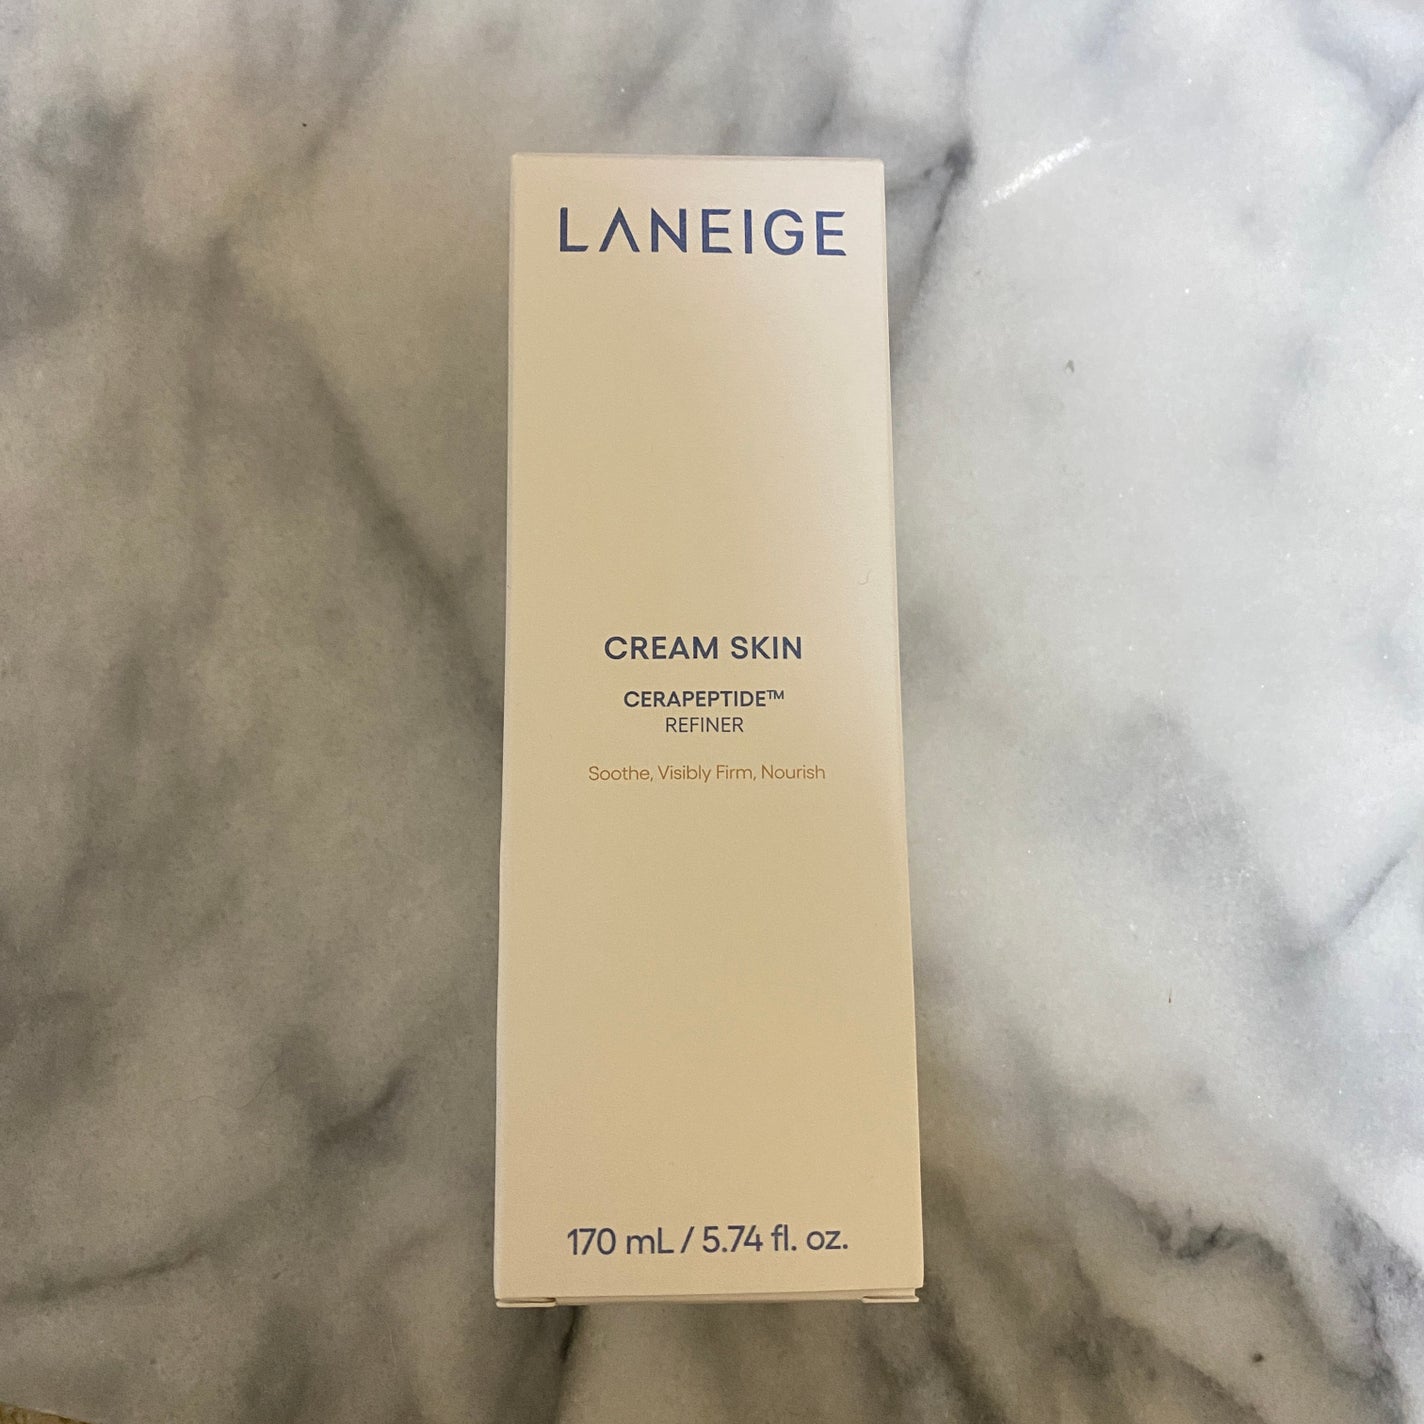 LANEIGE
CREAM SKIN
CERAPEPTIDE™
REFINER
Soothe, Visibly Firm, Nourish
170 mL / 5.74 fl. oz.